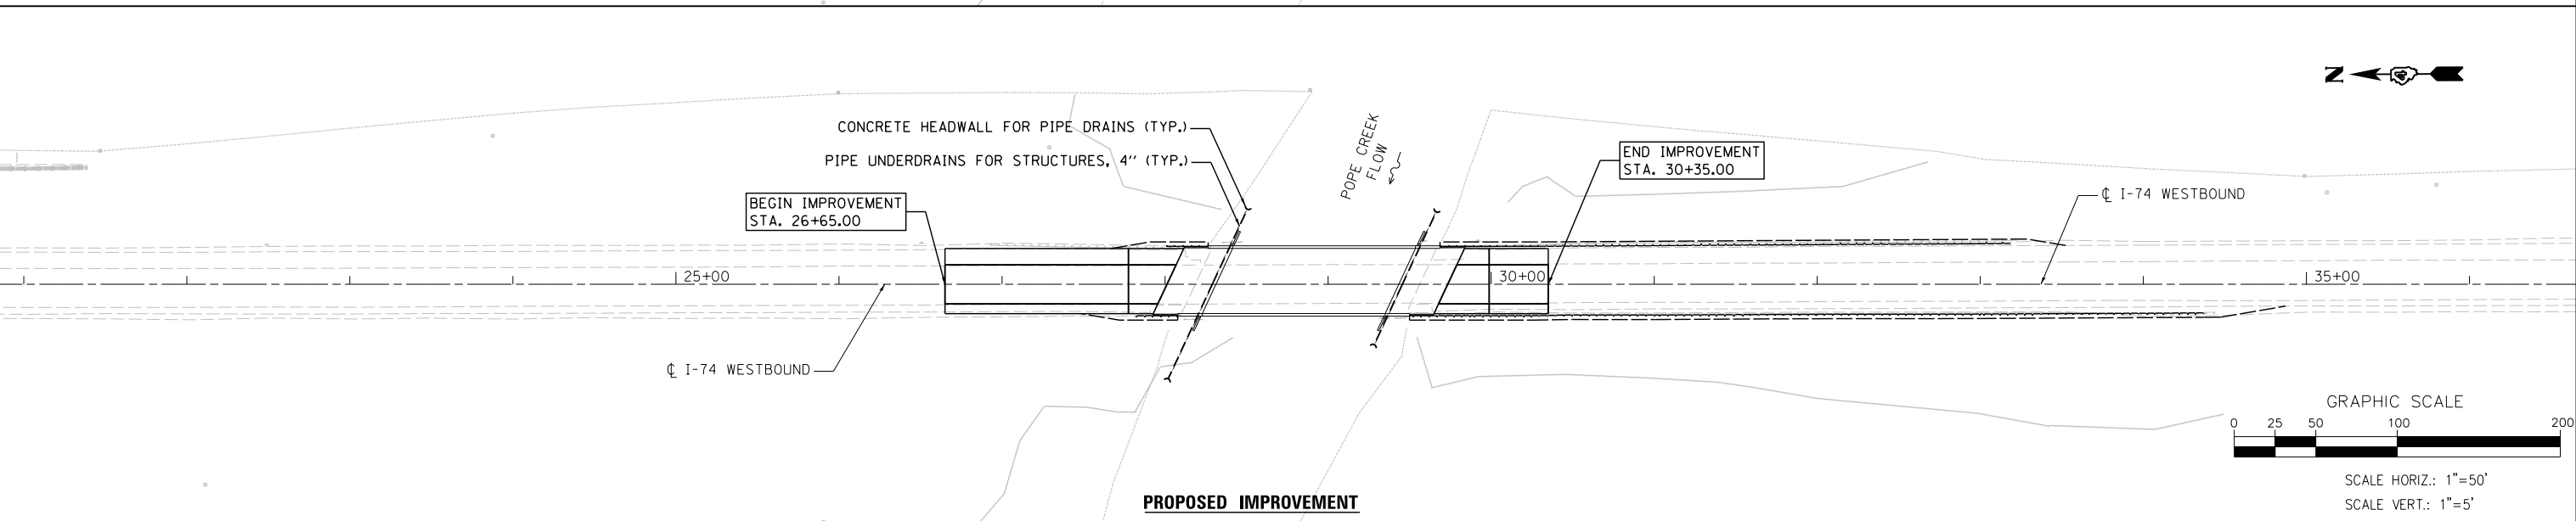 N
CONCRETE HEADWALL FOR PIPE DRAINS (TYP.)
PIPE UNDERDRAINS FOR STRUCTURES, 4'' (TYP.)
POPE CREEK
FLOW
END IMPROVEMENT
STA. 30+35.00
BEGIN IMPROVEMENT
STA. 26+65.00
℄ I-74 WESTBOUND
25+00
30+00
35+00
℄ I-74 WESTBOUND
GRAPHIC SCALE
0 25 50 100 200
SCALE HORIZ.: 1"=50'
SCALE VERT.: 1"=5'
PROPOSED IMPROVEMENT